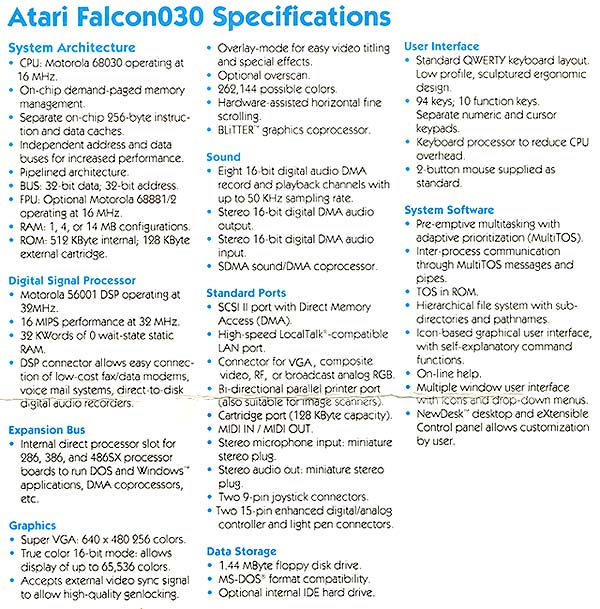 Atari Falcon030 Specifications
System Architecture
• CPU: Motorola 68030 operating at
16 MHz.
• On-chip demand-paged memory
management.
• Separate on-chip 256-byte instruc-
tion and data caches.
• Independent address and data
buses for increased performance.
• Pipelined architecture.
• BUS: 32-bit data; 32-bit address.
• FPU: Optional Motorola 68881/2
operating at 16 MHz.
• RAM: 1, 4, or 14 MB configurations.
• ROM: 512 KByte internal; 128 KByte
external cartridge.
Digital Signal Processor
• Motorola 56001 DSP operating at
32MHz.
• 16 MIPS performance at 32 MHz.
• 32 KWords of 0 wait-state static
RAM.
• DSP connector allows easy connec-
tion of low-cost fax/data modems,
voice mail systems, direct-to-disk
digital audio recorders.
Expansion Bus
• Internal direct processor slot for
286, 386, and 486SX processor
boards to run DOS and Windows™
applications, DMA coprocessors,
etc.
Graphics
• Super VGA: 640 x 480 256 colors.
• True color 16-bit mode: allows
display of up to 65,536 colors.
• Accepts external video sync signal
to allow high-quality genlocking.
• Overlay-mode for easy video titling
and special effects.
• Optional overscan.
• 262,144 possible colors.
• Hardware-assisted horizontal fine
scrolling.
• BLiTTER™ graphics coprocessor.
Sound
• Eight 16-bit digital audio DMA
record and playback channels with
up to 50 KHz sampling rate.
• Stereo 16-bit digital DMA audio
output.
• Stereo 16-bit digital DMA audio
input.
• SDMA sound/DMA coprocessor.
Standard Ports
• SCSI II port with Direct Memory
Access (DMA).
• High-speed LocalTalk®-compatible
LAN port.
• Connector for VGA, composite
video, RF, or broadcast analog RGB.
• Bi-directional parallel printer port
(also suitable for image scanners).
• Cartridge port (128 KByte capacity).
• MIDI IN / MIDI OUT.
• Stereo microphone input: miniature
stereo plug.
• Stereo audio out: miniature stereo
plug.
• Two 9-pin joystick connectors.
• Two 15-pin enhanced digital/analog
controller and light pen connectors.
Data Storage
• 1.44 MByte floppy disk drive.
• MS-DOS® format compatibility.
• Optional internal IDE hard drive.
User Interface
• Standard QWERTY keyboard layout.
Low profile, sculptured ergonomic
design.
• 94 keys; 10 function keys.
Separate numeric and cursor
keypads.
• Keyboard processor to reduce CPU
overhead.
• 2-button mouse supplied as
standard.
System Software
• Pre-emptive multitasking with
adaptive prioritization (MultiTOS).
• Inter-process communication
through MultiTOS messages and
pipes.
• TOS in ROM.
• Hierarchical file system with sub-
directories and pathnames.
• Icon-based graphical user interface,
with self-explanatory command
functions.
• On-line help.
• Multiple window user interface
with icons and drop-down menus.
• NewDesk™ desktop and eXtensible
Control panel allows customization
by user.